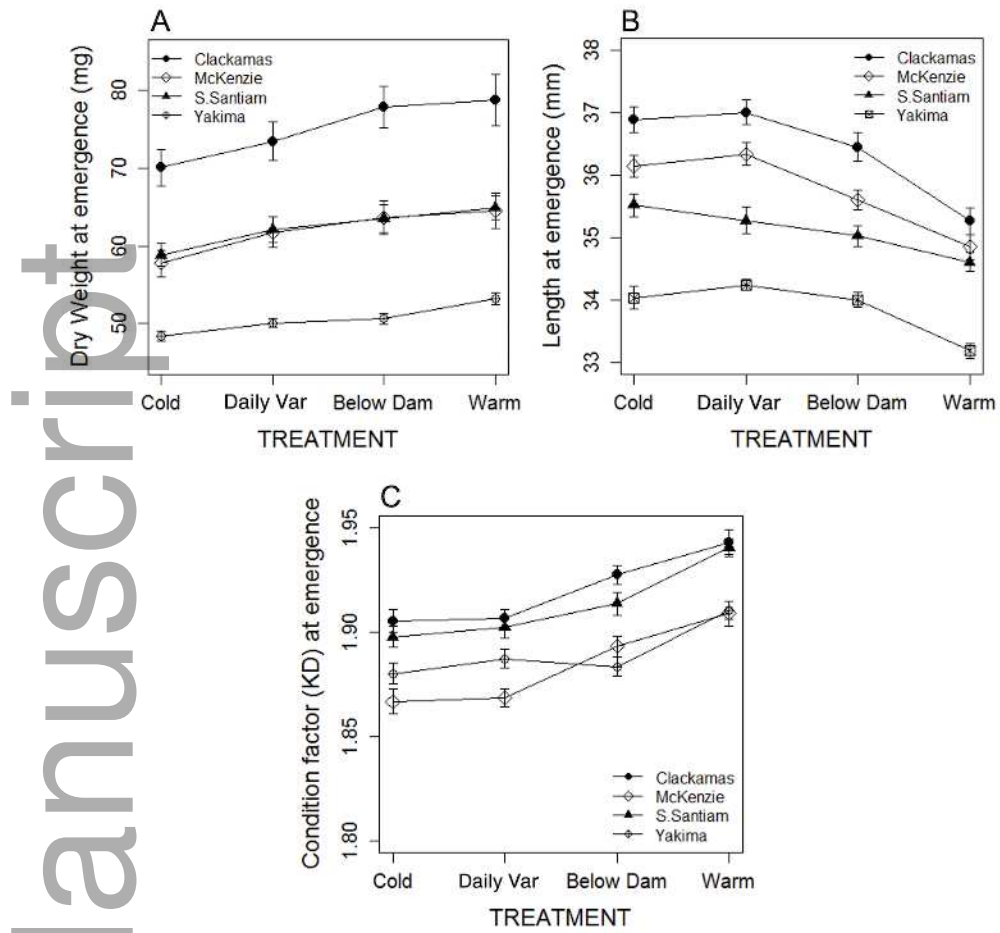 A
Dry Weight at emergence (mg)
80
70
60
50
Clackamas
McKenzie
S.Santiam
Yakima
Cold
Daily Var
Below Dam
Warm
TREATMENT
B
Length at emergence (mm)
38
37
36
35
34
33
Clackamas
McKenzie
S.Santiam
Yakima
Cold
Daily Var
Below Dam
Warm
TREATMENT
C
Condition factor (KD) at emergence
1.95
1.90
1.85
1.80
Clackamas
McKenzie
S.Santiam
Yakima
Cold
Daily Var
Below Dam
Warm
TREATMENT
anuscript